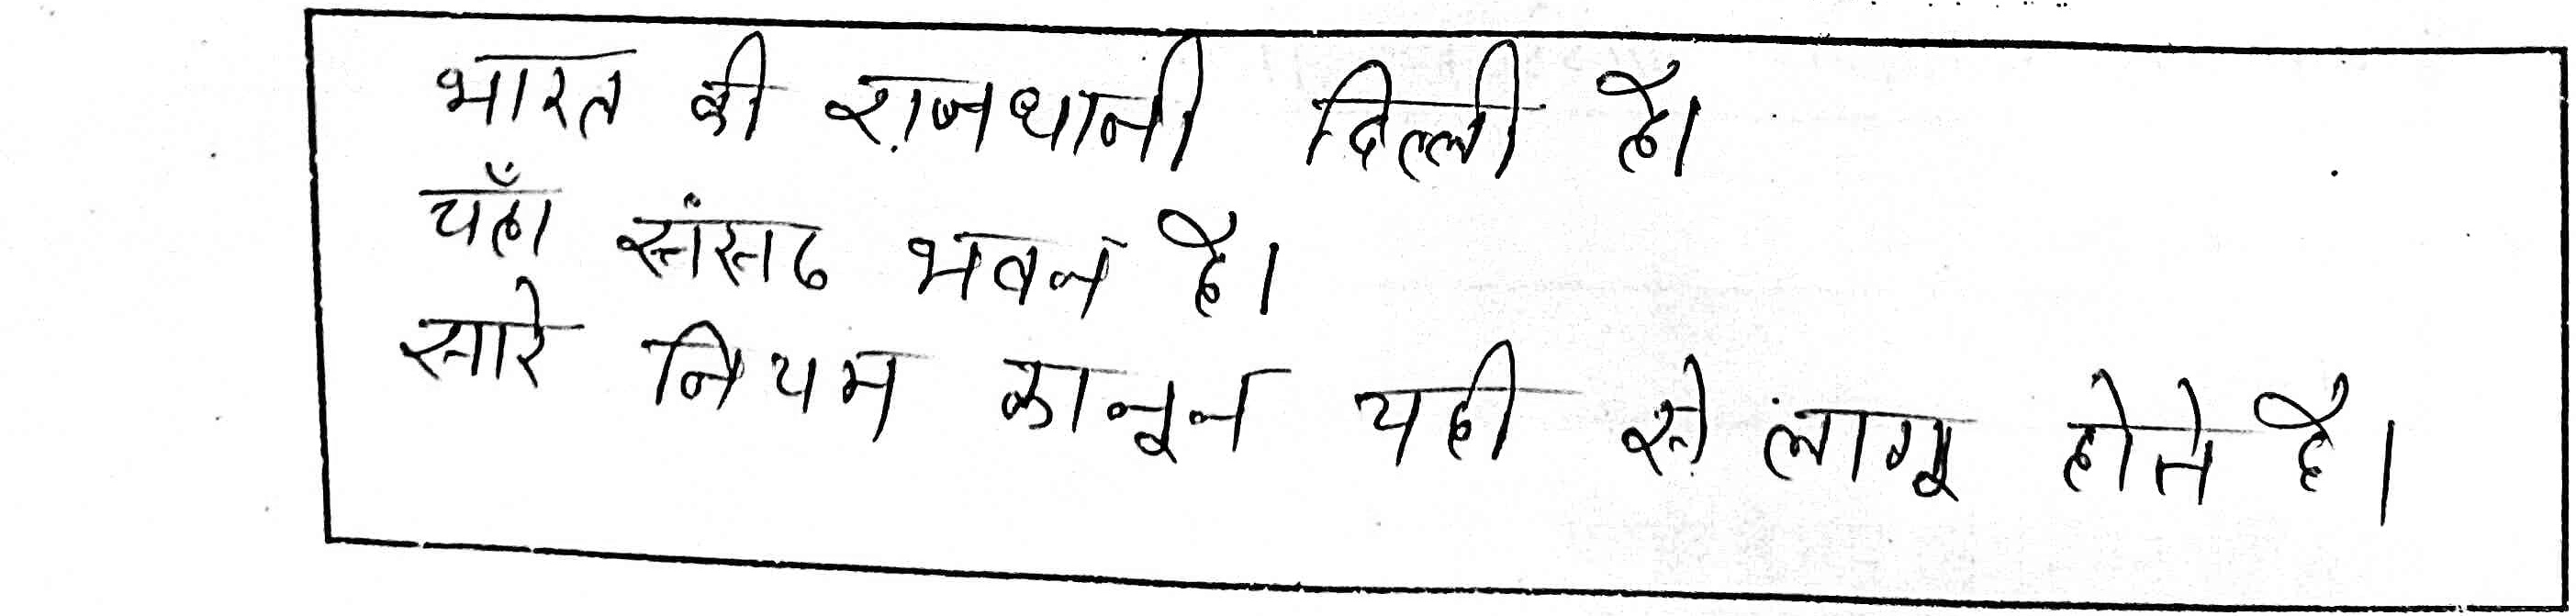 भारत की राजधानी दिल्ली है।
यहाँ संसद भवन है।
सारे नियम कानून यही से लागू होते है।